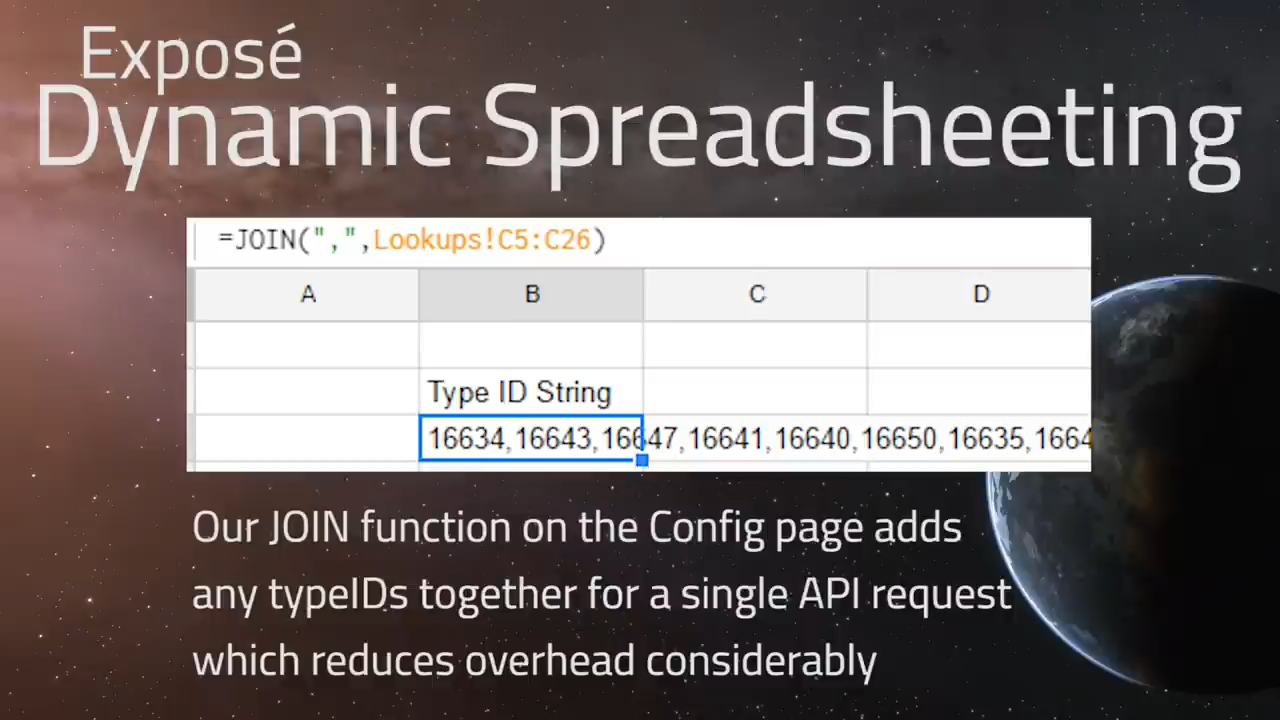 Exposé
Dynamic Spreadsheeting
=JOIN(",",Lookups!C5:C26)
A B C D
Type ID String
16634,16643,16647,16641,16640,16650,16635,1664
Our JOIN function on the Config page adds
any typeIDs together for a single API request
which reduces overhead considerably